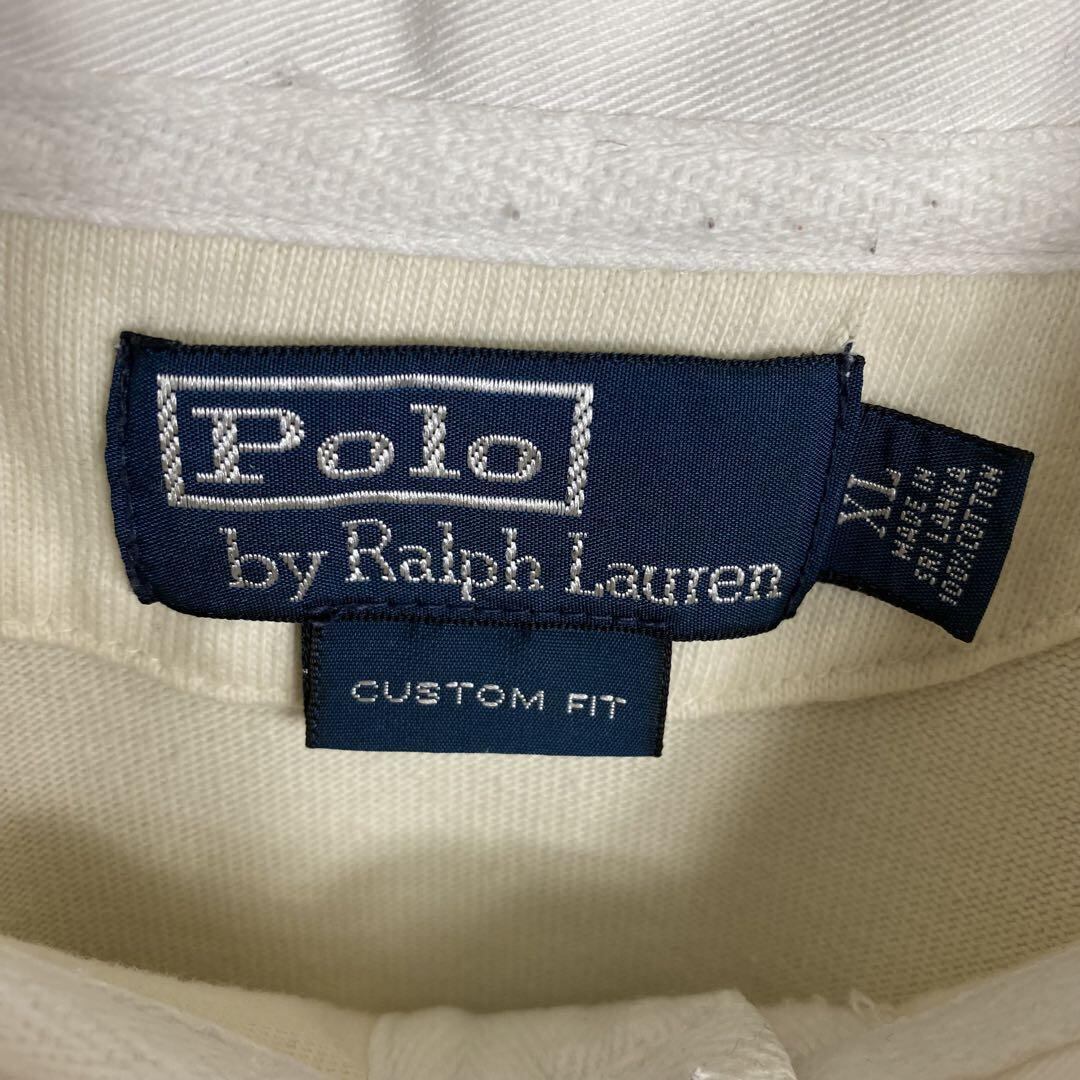 Polo
by Ralph Lauren
CUSTOM FIT
XL
MADE IN
SRI LANKA
100% COTTON